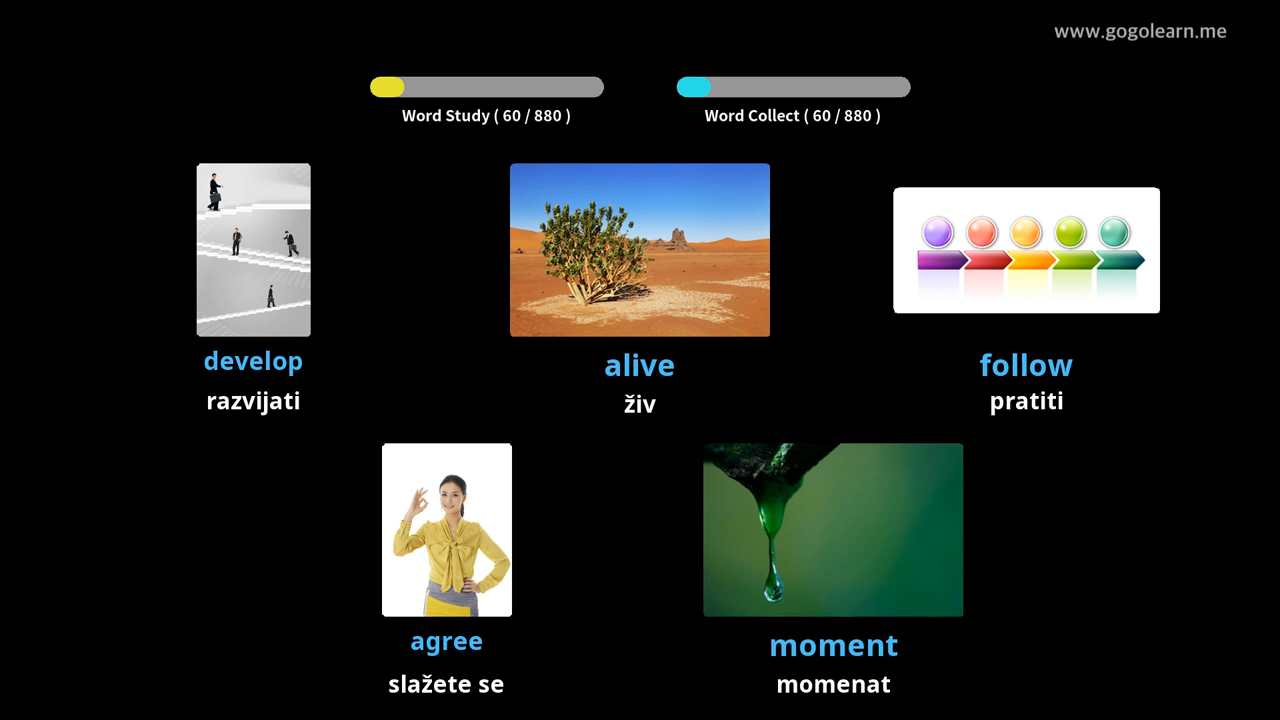 www.gogolearn.me
Word Study ( 60 / 880 )
Word Collect ( 60 / 880 )
develop
razvijati
alive
živ
follow
pratiti
agree
slažete se
moment
momenat